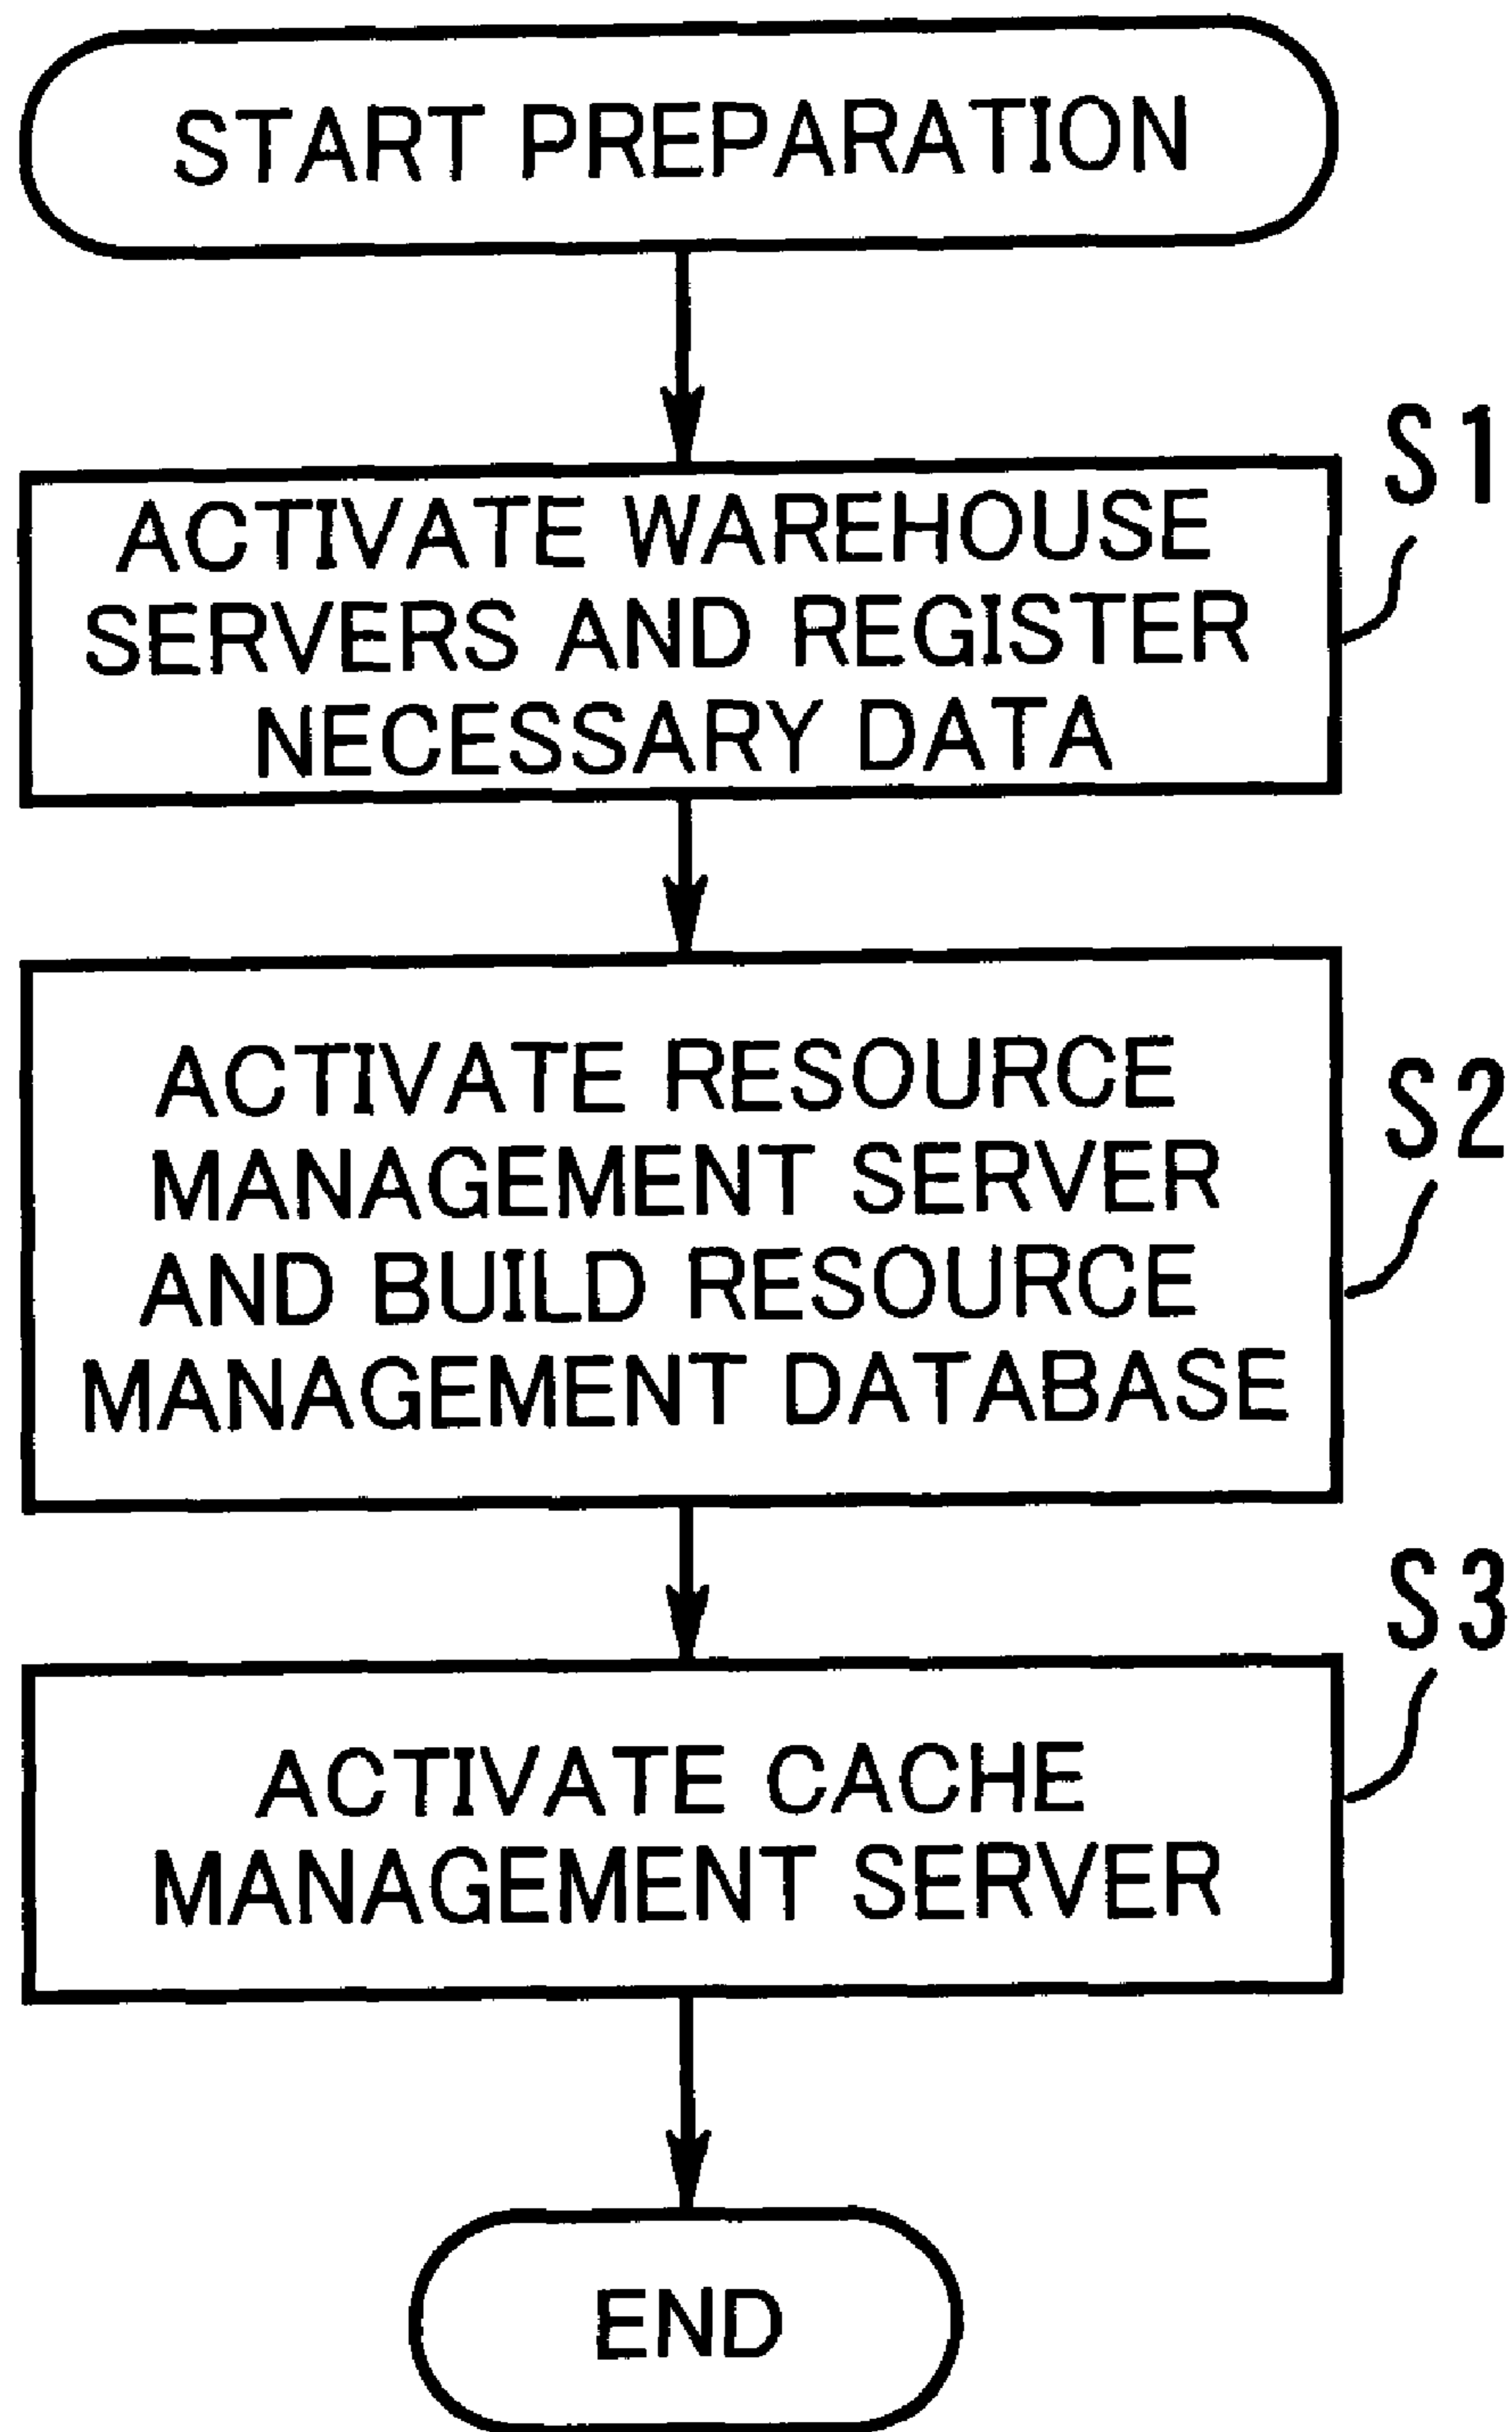 START PREPARATION
S1
ACTIVATE WAREHOUSE
SERVERS AND REGISTER
NECESSARY DATA
S2
ACTIVATE RESOURCE
MANAGEMENT SERVER
AND BUILD RESOURCE
MANAGEMENT DATABASE
S3
ACTIVATE CACHE
MANAGEMENT SERVER
END